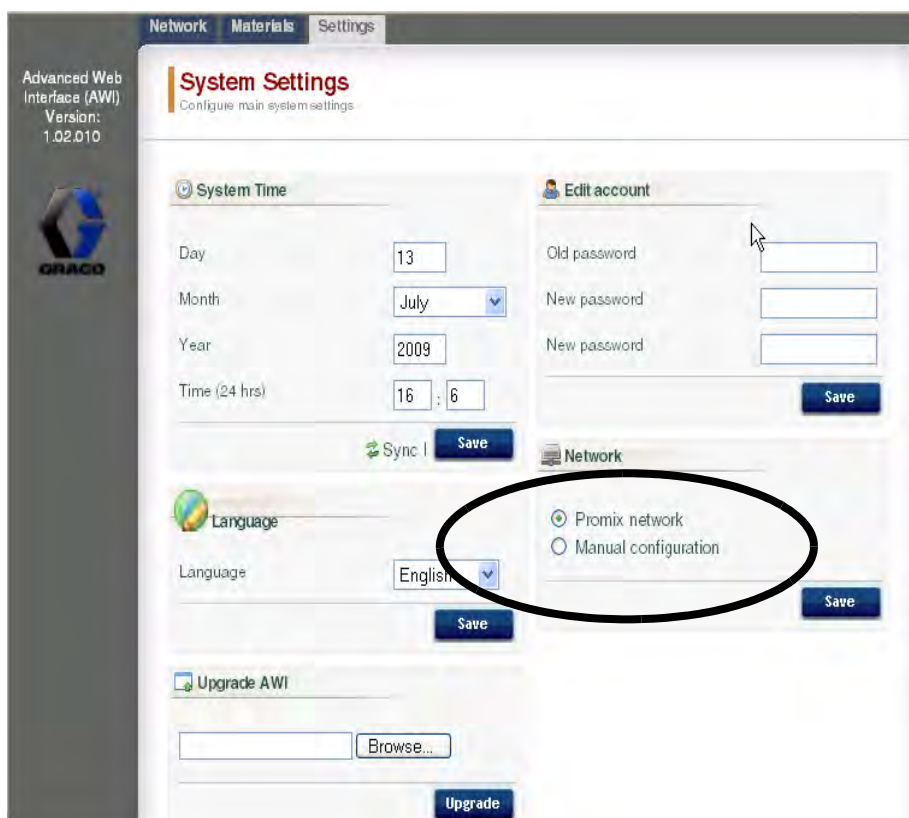 Network Materials Settings
Advanced Web
Interface (AWI)
Version:
1.02.010
GRACO
System Settings
Configure main system settings
System Time
Day 13
Month July
Year 2009
Time (24 hrs) 16 : 6
Sync | Save
Language
Language English
Save
Upgrade AWI
Browse...
Upgrade
Edit account
Old password
New password
New password
Save
Network
Promix network
Manual configuration
Save